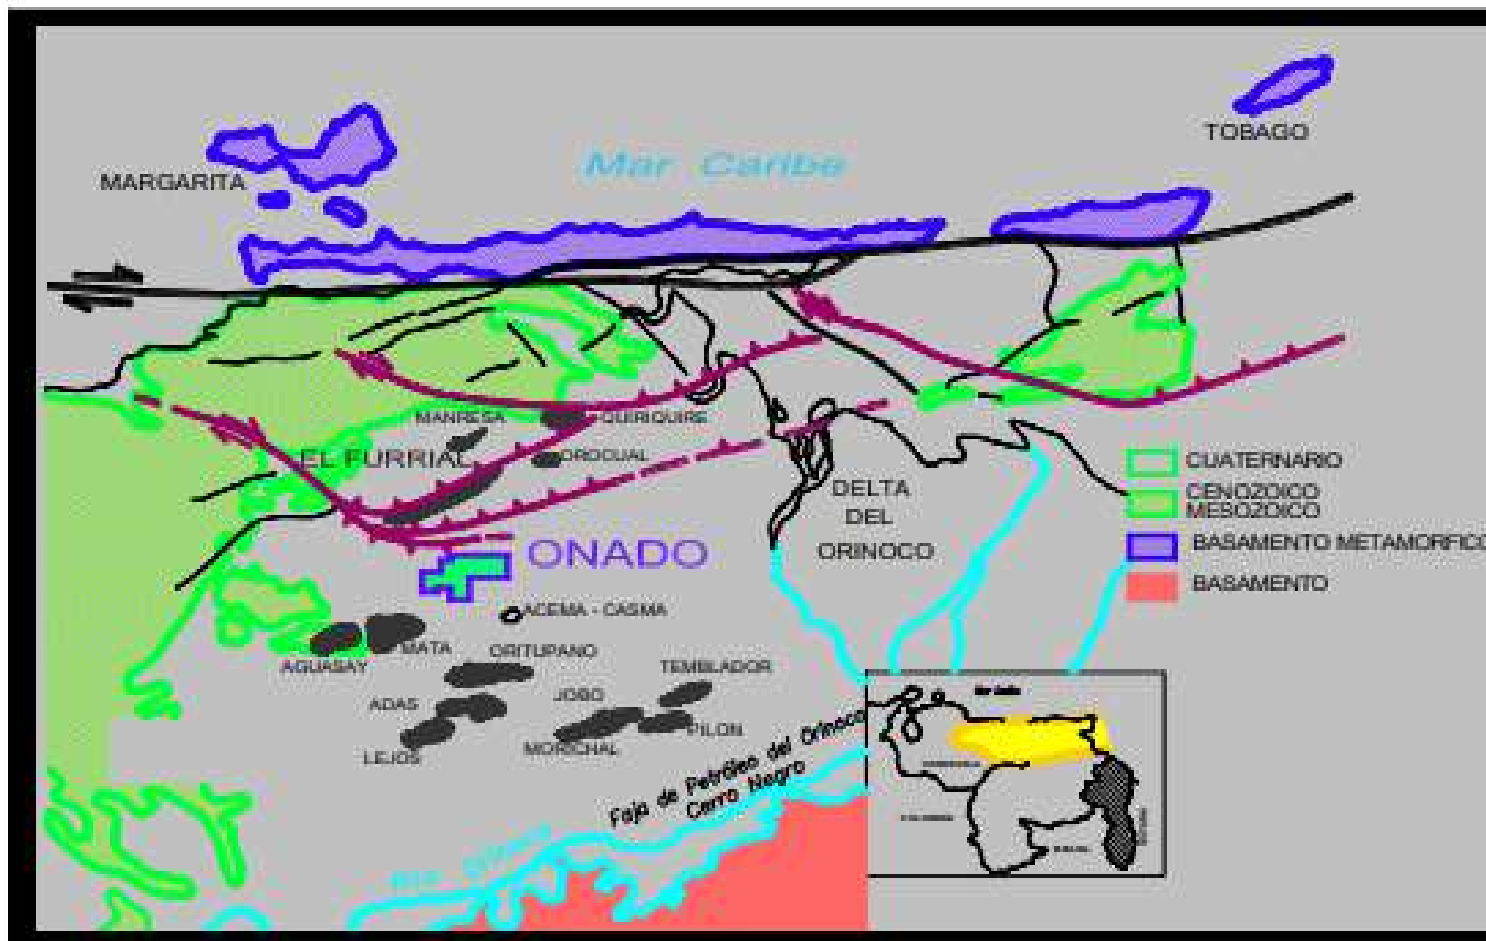 TOBAGO
Mar Caribe
MARGARITA
MANRESA
QUIRIQUIRE
EL FURRIAL
OROCUAL
DELTA
DEL
ORINOCO
CUATERNARIO
CENOZOICO
MESOZOICO
BASAMENTO METAMORFICO
BASAMENTO
ONADO
ACEMA - CASMA
MATA
AGUASAY
ORITUPANO
TEMBLADOR
ADAS
JOBO
PILON
MORICHAL
LEJOS
Faja de Petróleo del Orinoco
Cerro Negro